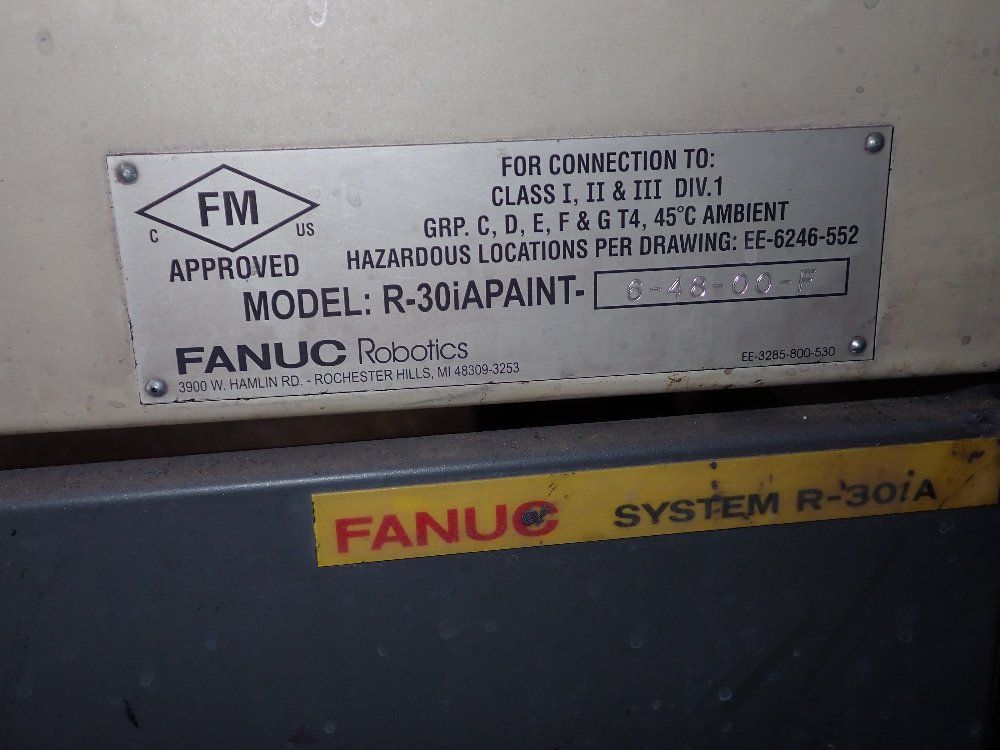 FM
C US
APPROVED
FOR CONNECTION TO:
CLASS I, II & III DIV.1
GRP. C, D, E, F & G T4, 45°C AMBIENT
HAZARDOUS LOCATIONS PER DRAWING: EE-6246-552
MODEL: R-30iAPAINT- 6-48-00-F
FANUC Robotics
3900 W. HAMLIN RD. - ROCHESTER HILLS, MI 48309-3253
EE-3285-800-530
FANUC SYSTEM R-30iA